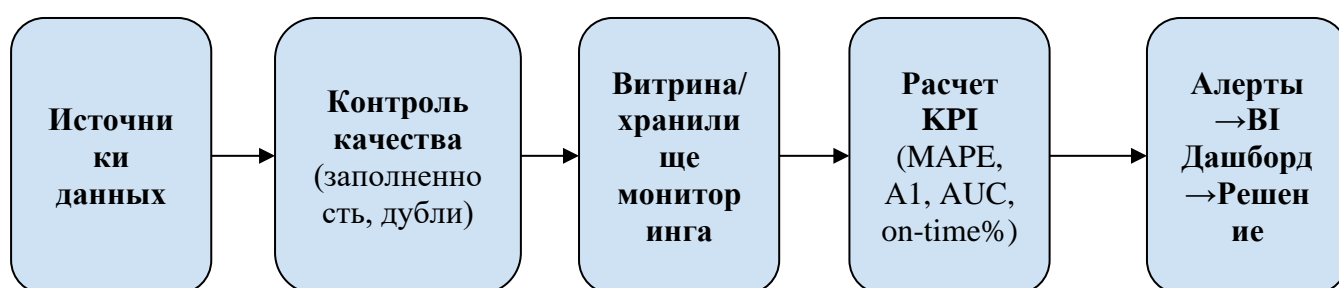 Источни
ки
данных
Контроль
качества
(заполненно
сть, дубли)
Витрина/
хранили
ще
монитор
инга
Расчет
KPI
(MAPE,
A1, AUC,
on-time%)
Алерты
→BI
Дашборд
→Решен
ие